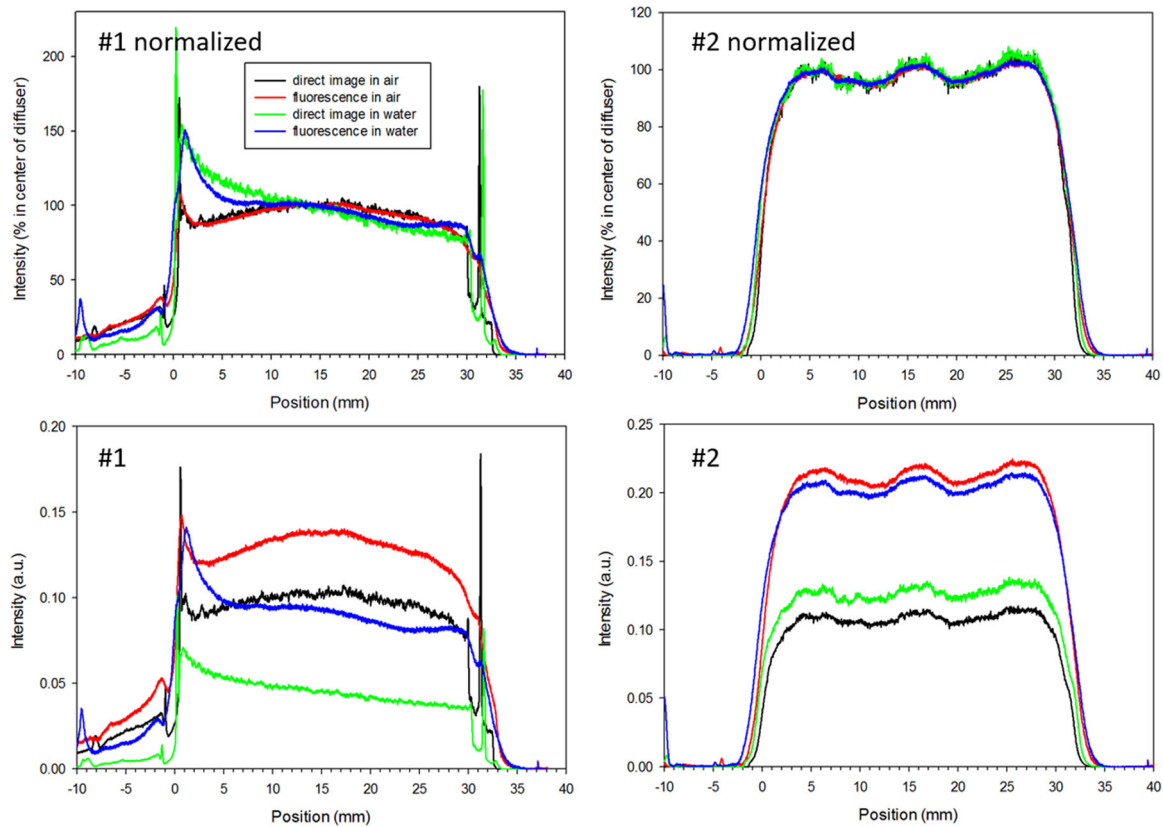 #1 normalized
direct image in air
fluorescence in air
direct image in water
fluorescence in water
Intensity (% in center of diffuser)
200
150
100
50
0
-10 -5 0 5 10 15 20 25 30 35 40
Position (mm)
#2 normalized
Intensity (% in center of diffuser)
120
100
80
60
40
20
0
-10 -5 0 5 10 15 20 25 30 35 40
Position (mm)
#1
Intensity (a.u.)
0.20
0.15
0.10
0.05
0.00
-10 -5 0 5 10 15 20 25 30 35 40
Position (mm)
#2
Intensity (a.u.)
0.25
0.20
0.15
0.10
0.05
0.00
-10 -5 0 5 10 15 20 25 30 35 40
Position (mm)